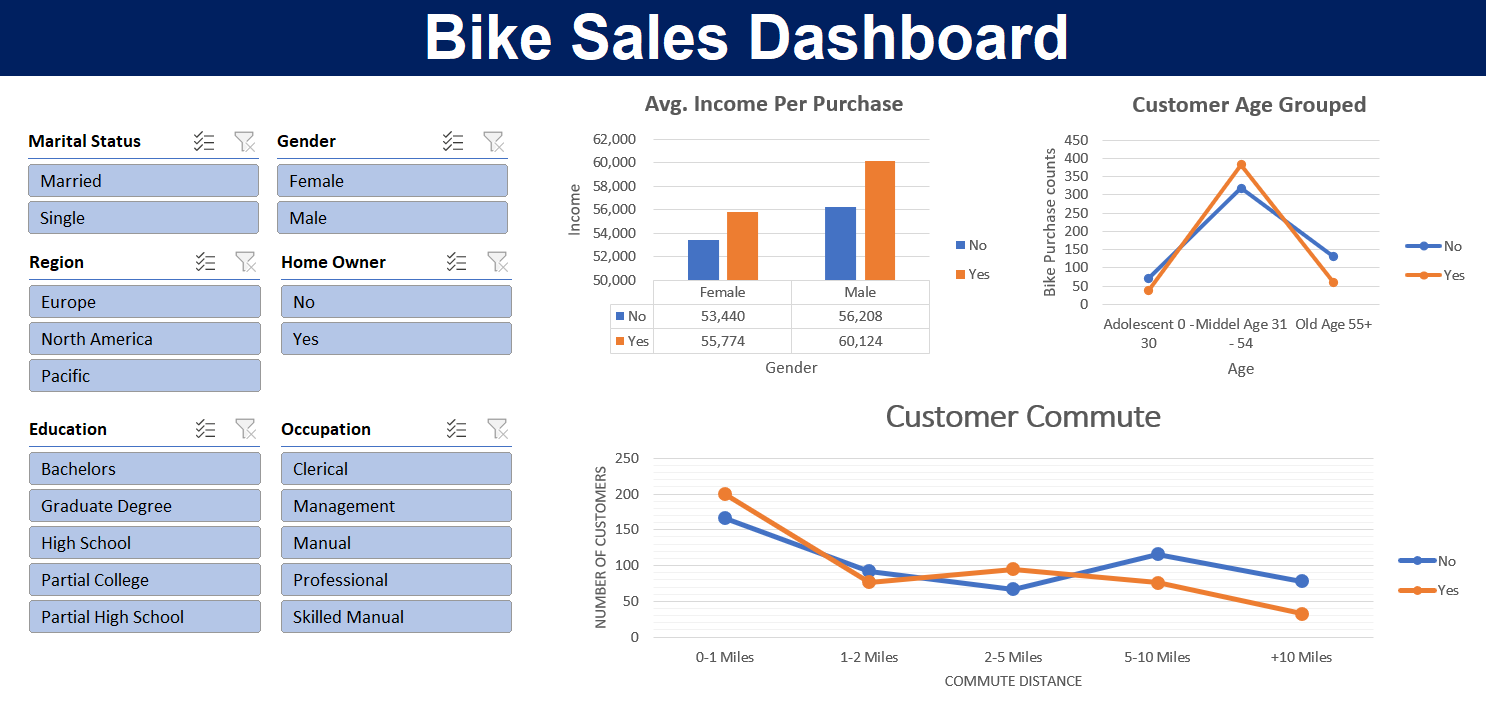 Bike Sales Dashboard
Marital Status
Married
Single
Gender
Female
Male
Region
Europe
North America
Pacific
Home Owner
No
Yes
Education
Bachelors
Graduate Degree
High School
Partial College
Partial High School
Occupation
Clerical
Management
Manual
Professional
Skilled Manual
Avg. Income Per Purchase
Income
62,000
60,000
58,000
56,000
54,000
52,000
50,000
Female Male
No 53,440 56,208
Yes 55,774 60,124
Gender
No
Yes
Customer Age Grouped
Bike Purchase counts
450
400
350
300
250
200
150
100
50
0
Adolescent 0 - 30
Middel Age 31 - 54
Old Age 55+
Age
No
Yes
Customer Commute
NUMBER OF CUSTOMERS
250
200
150
100
50
0
0-1 Miles 1-2 Miles 2-5 Miles 5-10 Miles +10 Miles
COMMUTE DISTANCE
No
Yes